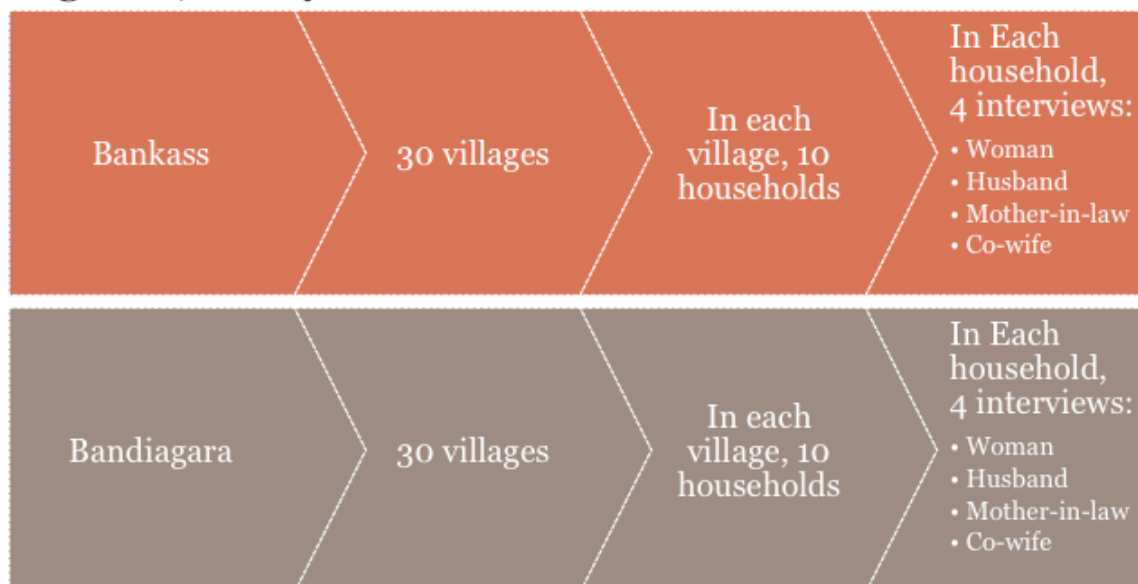 Bankass
30 villages
In each
village, 10
households
In Each
household,
4 interviews:
• Woman
• Husband
• Mother-in-law
• Co-wife
Bandiagara
30 villages
In each
village, 10
households
In Each
household,
4 interviews:
• Woman
• Husband
• Mother-in-law
• Co-wife